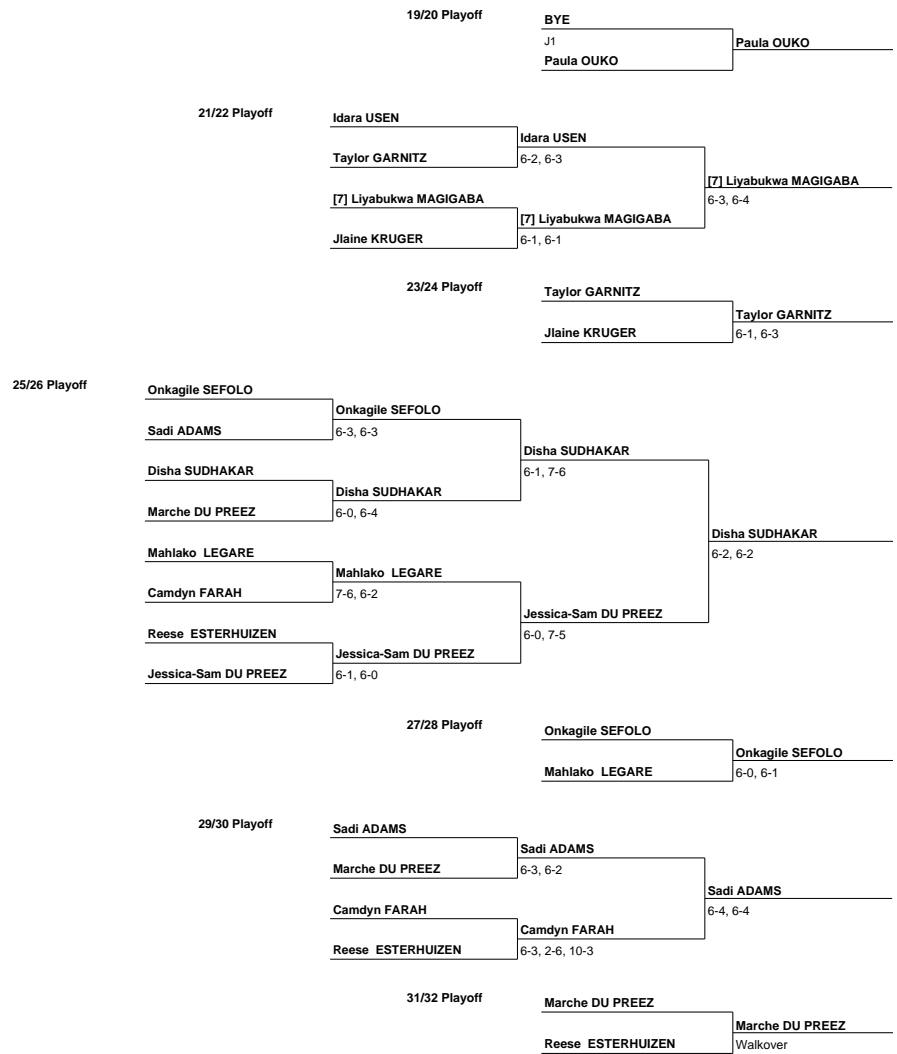 19/20 Playoff
BYE
J1
Paula OUKO
Paula OUKO
21/22 Playoff
Idara USEN
Idara USEN
Taylor GARNITZ
6-2, 6-3
[7] Liyabukwa MAGIGABA
6-3, 6-4
[7] Liyabukwa MAGIGABA
[7] Liyabukwa MAGIGABA
Jlaine KRUGER
6-1, 6-1
23/24 Playoff
Taylor GARNITZ
Taylor GARNITZ
Jlaine KRUGER
6-1, 6-3
25/26 Playoff
Onkagile SEFOLO
Onkagile SEFOLO
Sadi ADAMS
6-3, 6-3
Disha SUDHAKAR
6-1, 7-6
Disha SUDHAKAR
Disha SUDHAKAR
Marche DU PREEZ
6-0, 6-4
Disha SUDHAKAR
6-2, 6-2
Mahlako LEGARE
Mahlako LEGARE
Camdyn FARAH
7-6, 6-2
Jessica-Sam DU PREEZ
6-0, 7-5
Reese ESTERHUIZEN
Jessica-Sam DU PREEZ
Jessica-Sam DU PREEZ
6-1, 6-0
27/28 Playoff
Onkagile SEFOLO
Onkagile SEFOLO
Mahlako LEGARE
6-0, 6-1
29/30 Playoff
Sadi ADAMS
Sadi ADAMS
Marche DU PREEZ
6-3, 6-2
Sadi ADAMS
6-4, 6-4
Camdyn FARAH
Camdyn FARAH
Reese ESTERHUIZEN
6-3, 2-6, 10-3
31/32 Playoff
Marche DU PREEZ
Marche DU PREEZ
Reese ESTERHUIZEN
Walkover